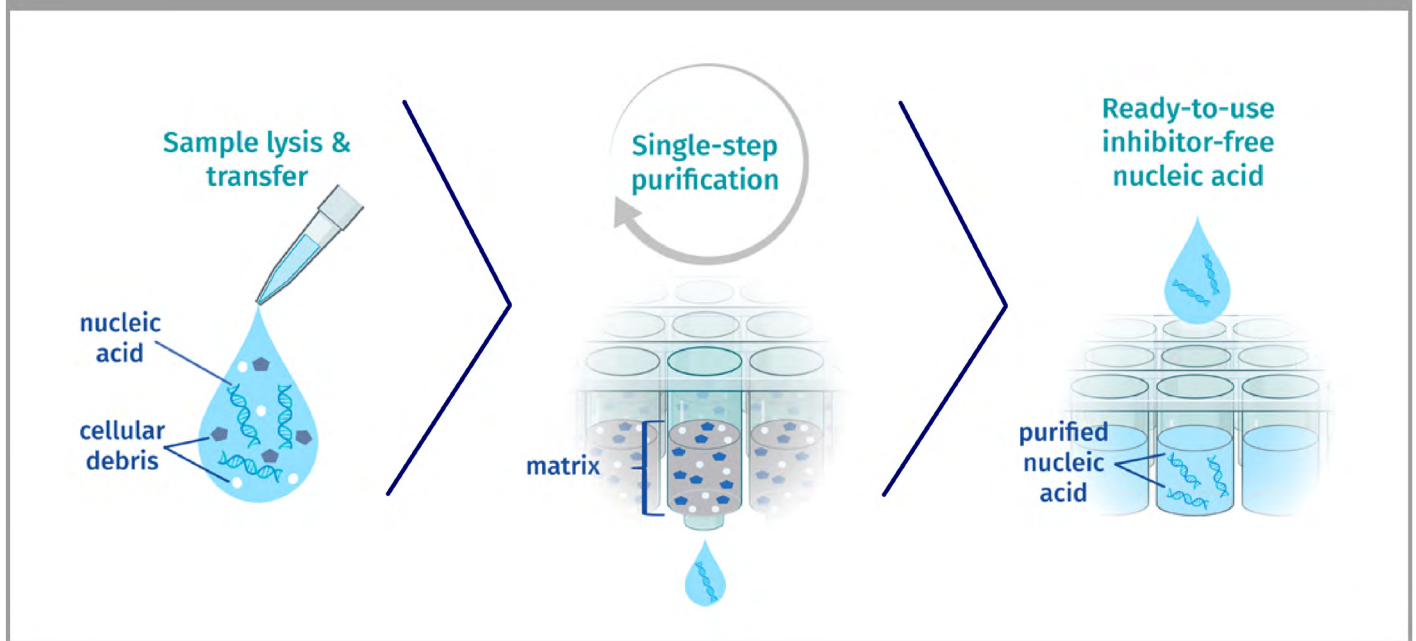 Sample lysis &
transfer
nucleic
acid
cellular
debris
Single-step
purification
matrix
Ready-to-use
inhibitor-free
nucleic acid
purified
nucleic
acid